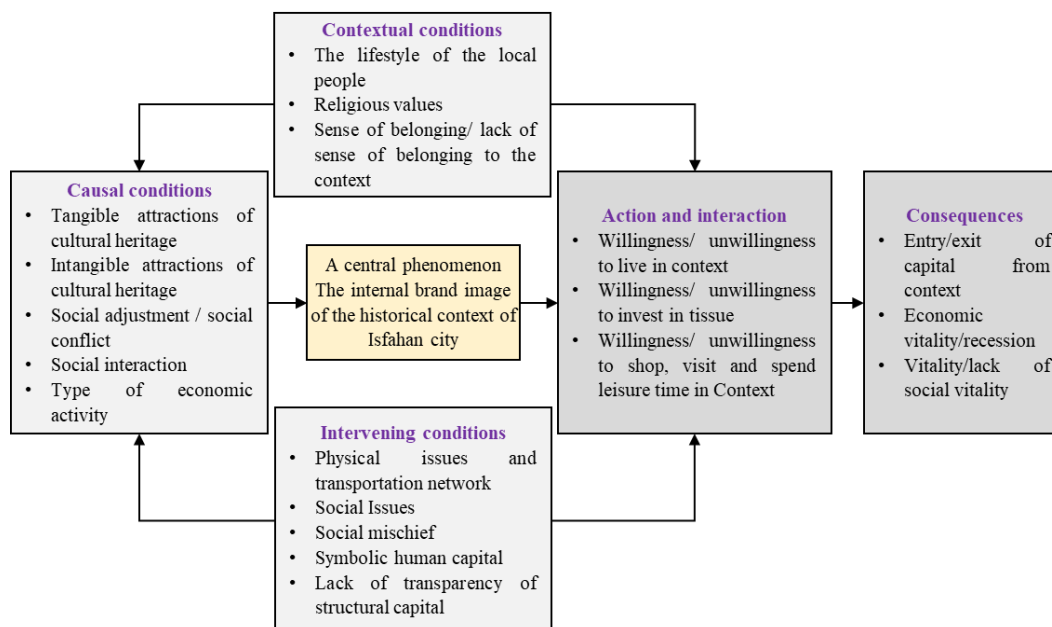 Contextual conditions
• The lifestyle of the local
people
• Religious values
• Sense of belonging/ lack of
sense of belonging to the
context
Causal conditions
• Tangible attractions of
cultural heritage
• Intangible attractions of
cultural heritage
• Social adjustment / social
conflict
• Social interaction
• Type of economic
activity
A central phenomenon
The internal brand image
of the historical context of
Isfahan city
Action and interaction
• Willingness/ unwillingness
to live in context
• Willingness/ unwillingness
to invest in tissue
• Willingness/ unwillingness
to shop, visit and spend
leisure time in Context
Consequences
• Entry/exit of
capital from
context
• Economic
vitality/recession
• Vitality/lack of
social vitality
Intervening conditions
• Physical issues and
transportation network
• Social Issues
• Social mischief
• Symbolic human capital
• Lack of transparency of
structural capital